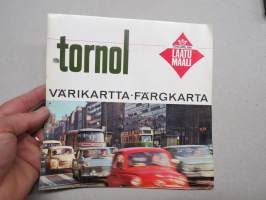 tornol
LAATU
MAALI
VÄRIKARTTA · FÄRGKARTA